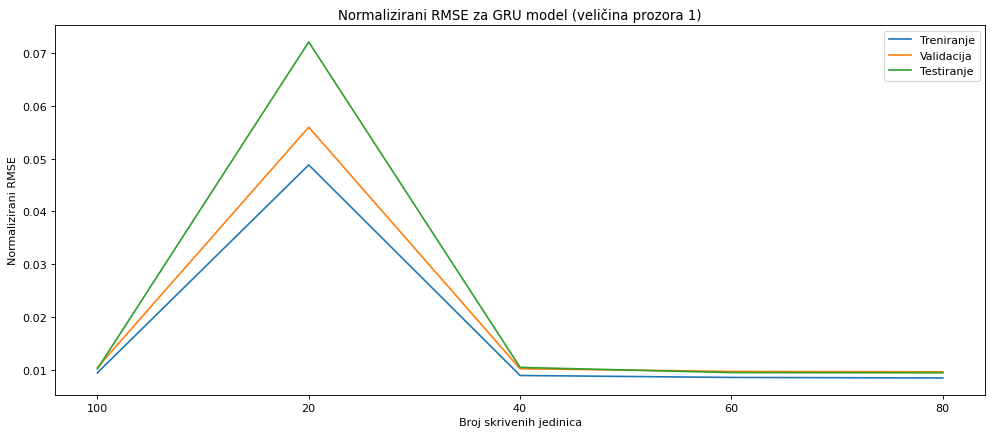 Normalizirani RMSE za GRU model (veličina prozora 1)
Treniranje
Validacija
Testiranje
Normalizirani RMSE
0.07
0.06
0.05
0.04
0.03
0.02
0.01
100 20 40 60 80
Broj skrivenih jedinica